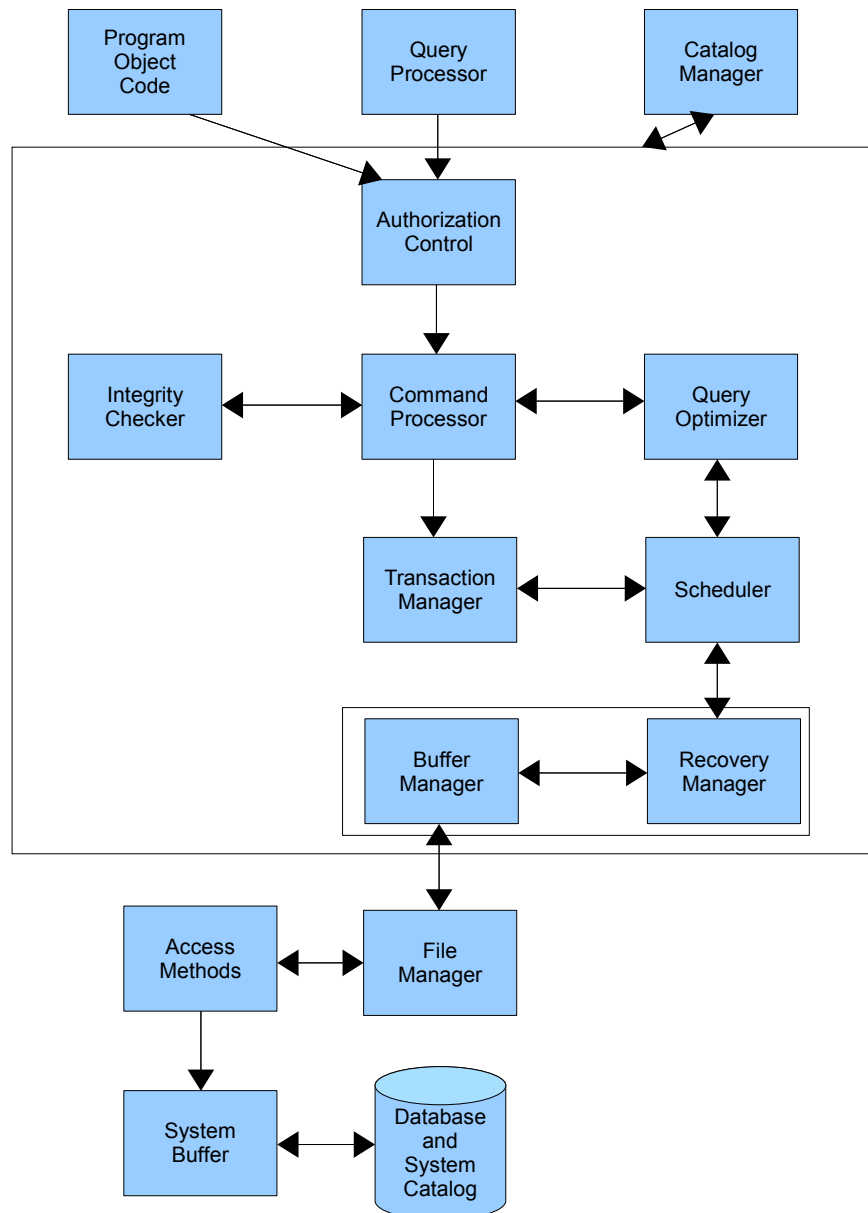 Program
Object
Code
Query
Processor
Catalog
Manager
Authorization
Control
Integrity
Checker
Command
Processor
Query
Optimizer
Transaction
Manager
Scheduler
Buffer
Manager
Recovery
Manager
Access
Methods
File
Manager
System
Buffer
Database
and
System
Catalog